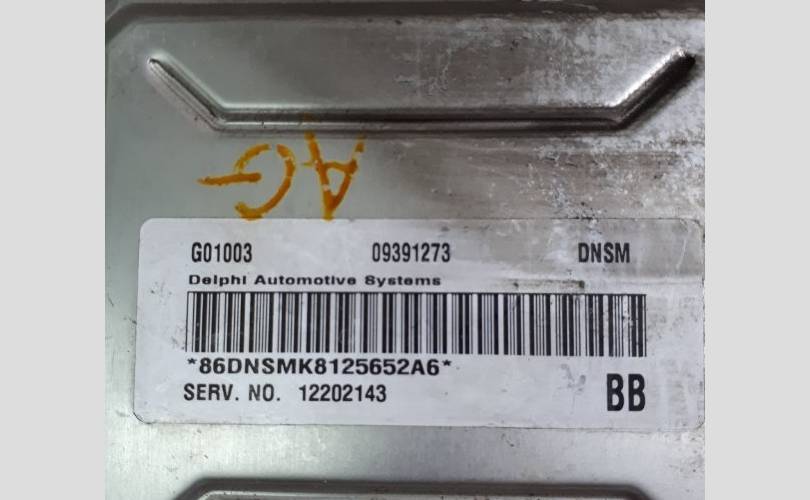 AG
G01003 09391273 DNSM
Delphi Automotive Systems
*86DNSMK8125652A6*
SERV. NO. 12202143 BB